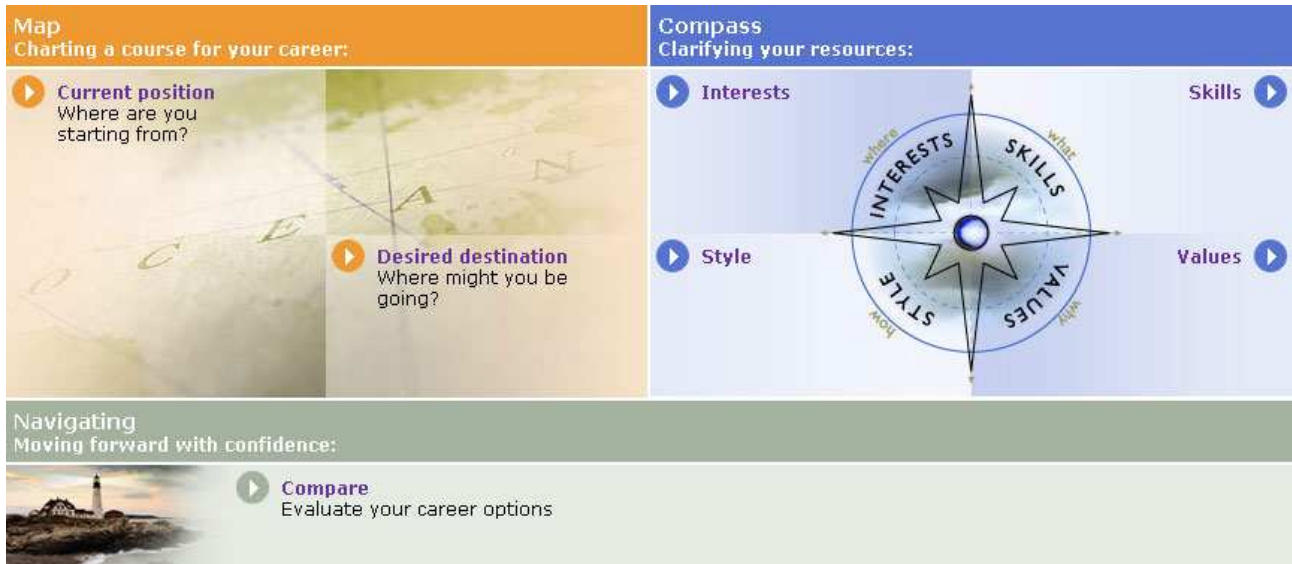 Map
Charting a course for your career:
Current position
Where are you
starting from?
OCEAN
Desired destination
Where might you be
going?
Compass
Clarifying your resources:
Interests
Skills
where
what
INTERESTS
SKILLS
Style
Values
STYLE
VALUES
how
why
Navigating
Moving forward with confidence:
Compare
Evaluate your career options